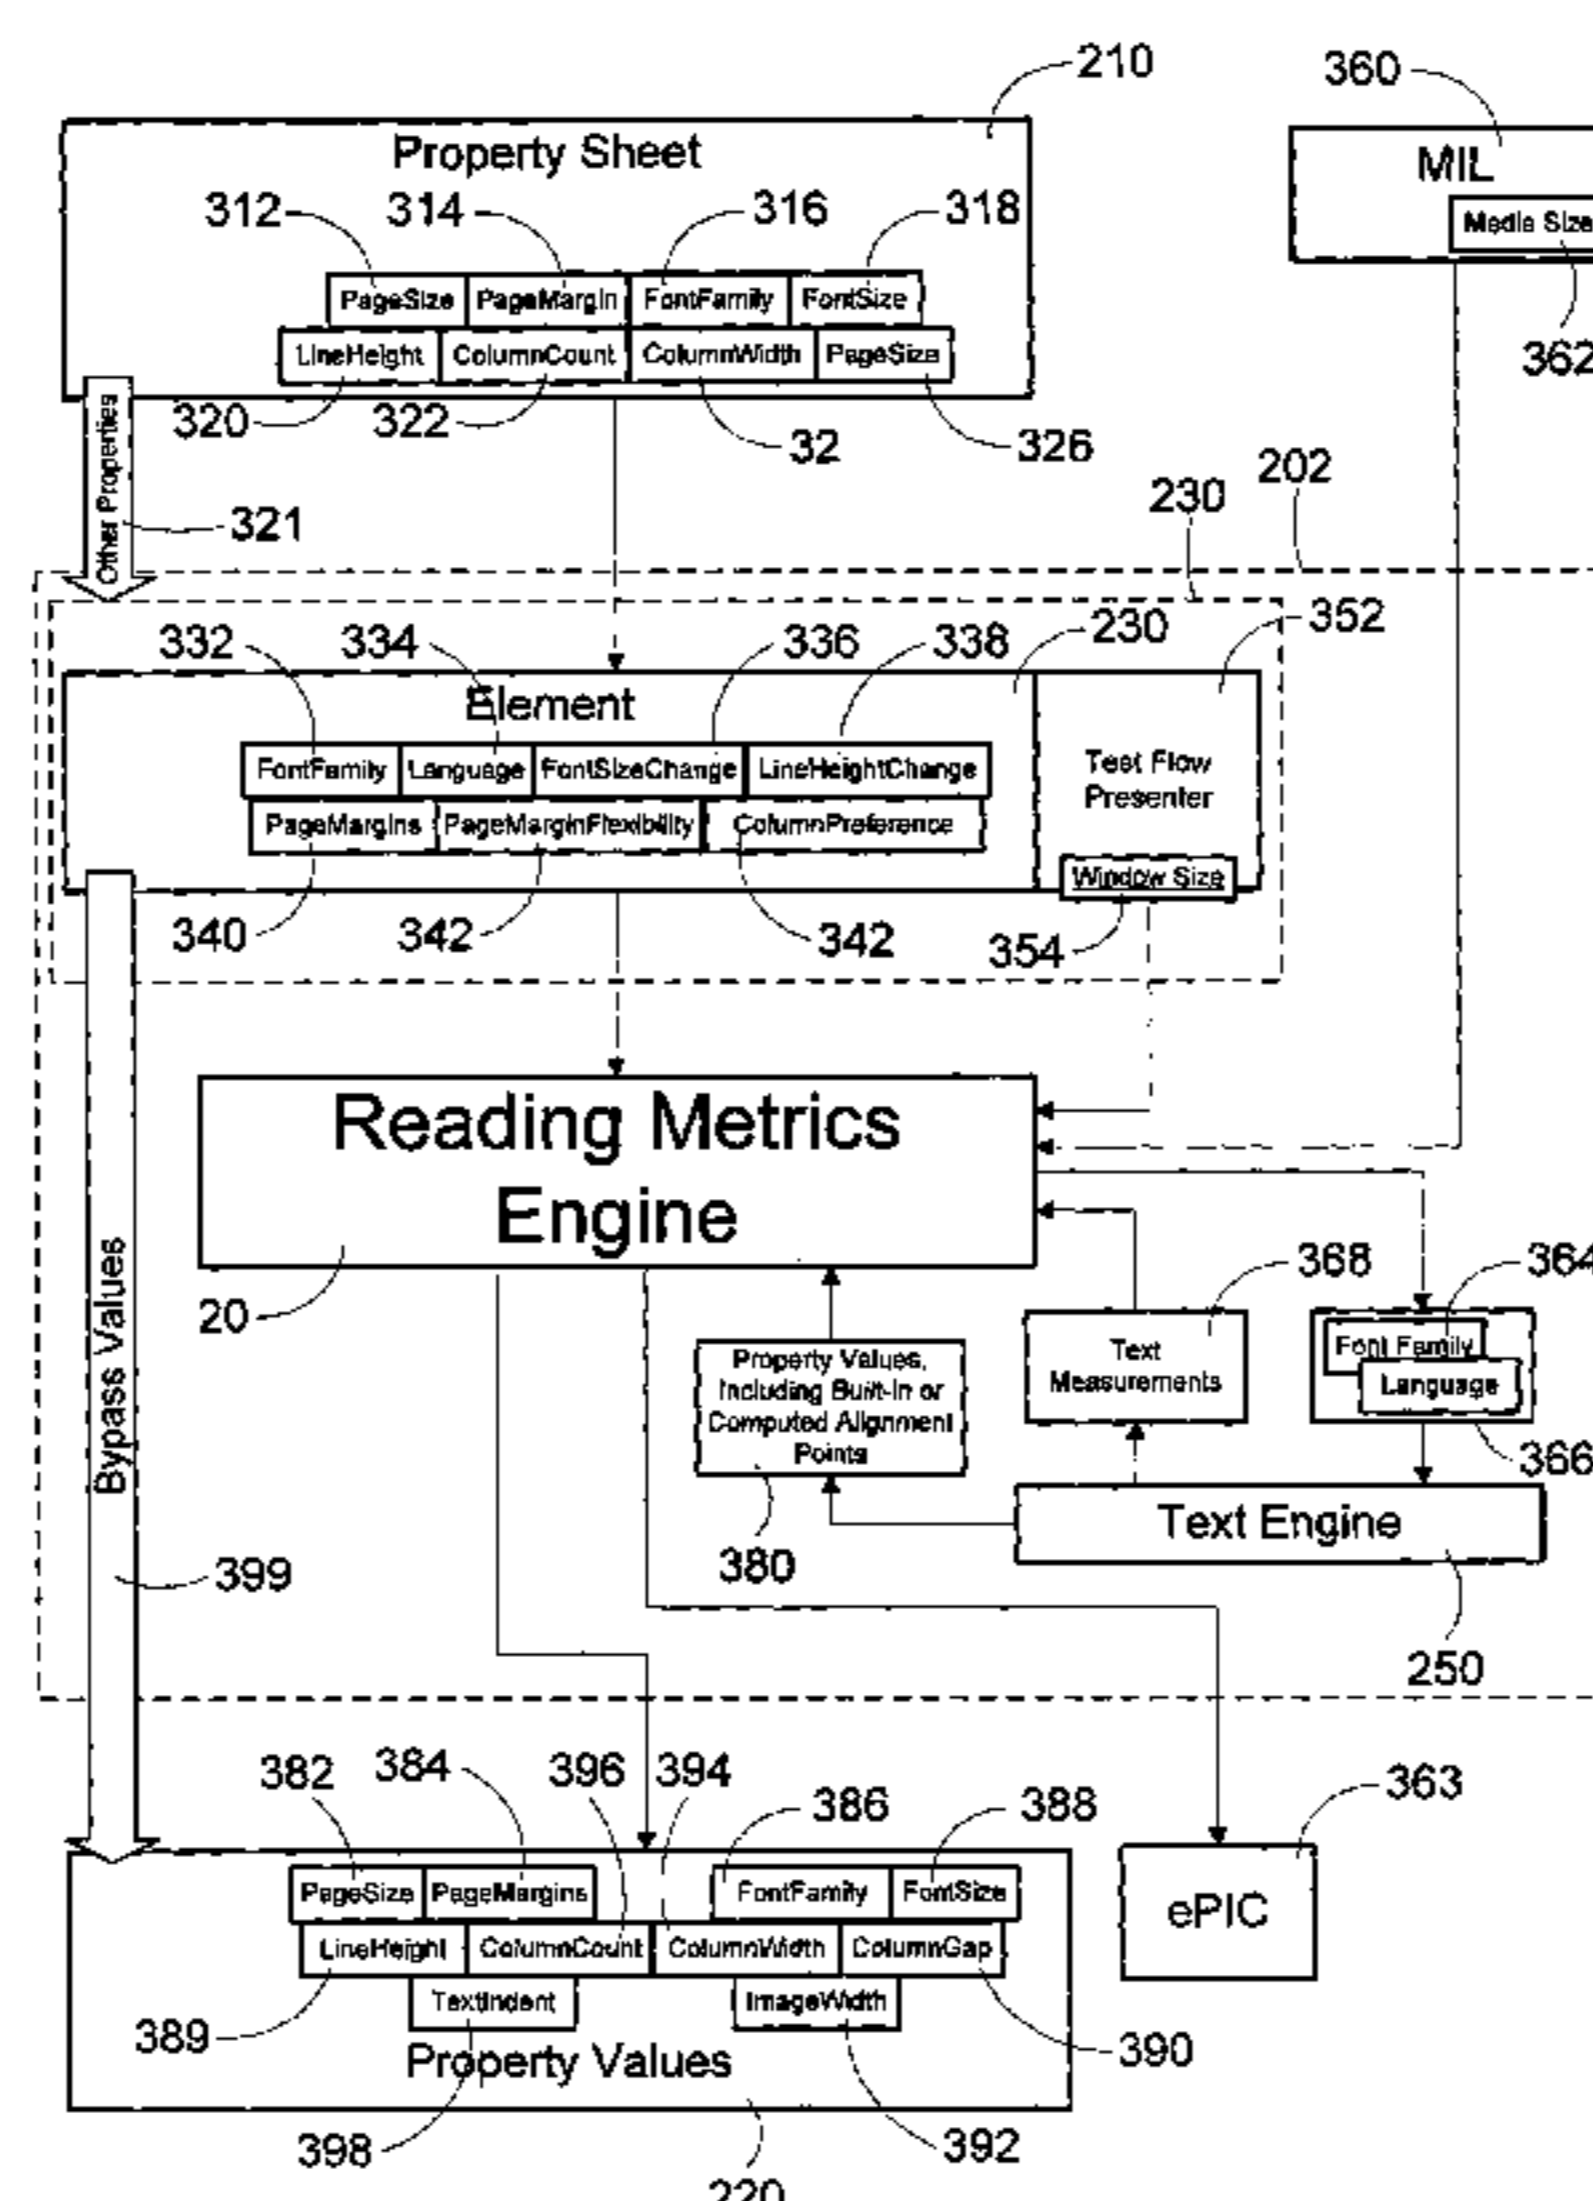 210
360
Property Sheet
MIL
312
314
316
318
Media Size
PageSize PageMargin FontFamily FontSize
LineHeight ColumnCount ColumnWidth PageSize
362
320
322
32
326
Other Properties
321
230
202
332
334
336
338
230
352
Element
FontFamily Language FontSizeChange LineHeightChange
Test Flow
Presenter
PageMargins PageMarginFlexibility ColumnPreference
Window Size
340
342
342
354
Reading Metrics
Engine
20
Bypass Values
368
364
Property Values,
Including Built-In or
Computed Alignment
Points
Text
Measurements
Font Family
Language
366
380
Text Engine
399
250
382
384
396
394
386
388
363
PageSize PageMargins FontFamily FontSize
LineHeight ColumnCount ColumnWidth ColumnGap
TextIndent ImageWidth
ePIC
389
Property Values
390
398
392
220